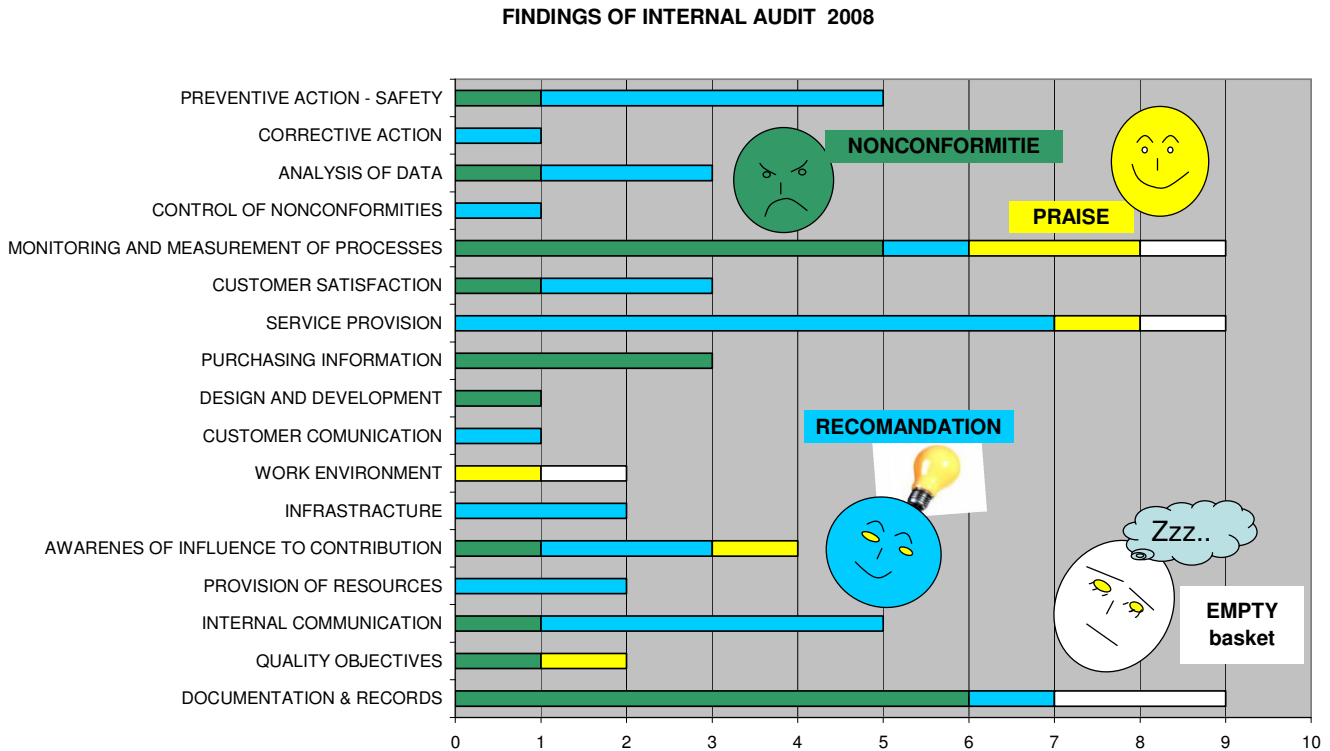 FINDINGS OF INTERNAL AUDIT 2008
PREVENTIVE ACTION - SAFETY
CORRECTIVE ACTION
ANALYSIS OF DATA
CONTROL OF NONCONFORMITIES
MONITORING AND MEASUREMENT OF PROCESSES
CUSTOMER SATISFACTION
SERVICE PROVISION
PURCHASING INFORMATION
DESIGN AND DEVELOPMENT
CUSTOMER COMUNICATION
WORK ENVIRONMENT
INFRASTRACTURE
AWARENES OF INFLUENCE TO CONTRIBUTION
PROVISION OF RESOURCES
INTERNAL COMMUNICATION
QUALITY OBJECTIVES
DOCUMENTATION & RECORDS
NONCONFORMITIE
PRAISE
RECOMANDATION
Zzz..
EMPTY
basket
0 1 2 3 4 5 6 7 8 9 10